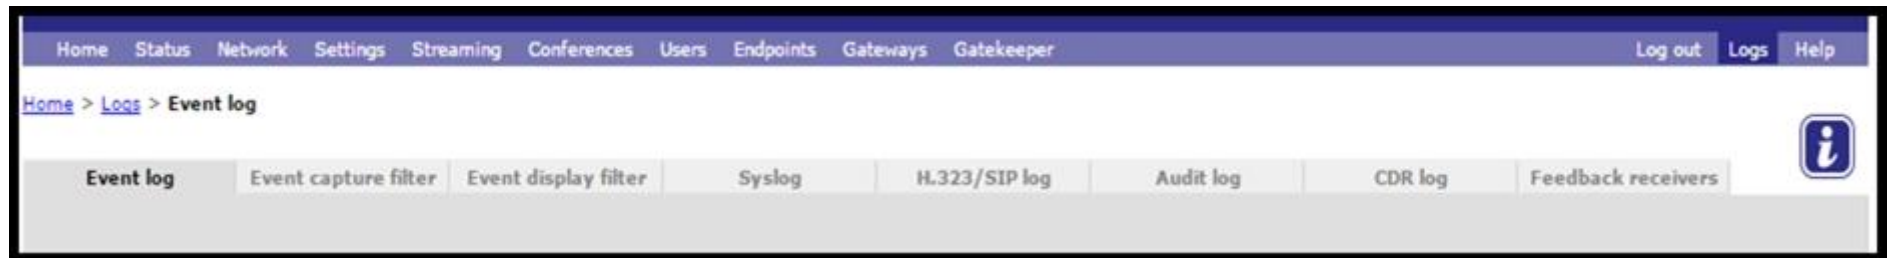 Home Status Network Settings Streaming Conferences Users Endpoints Gateways Gatekeeper Log out Logs Help
Home > Logs > Event log
i
Event log Event capture filter Event display filter Syslog H.323/SIP log Audit log CDR log Feedback receivers